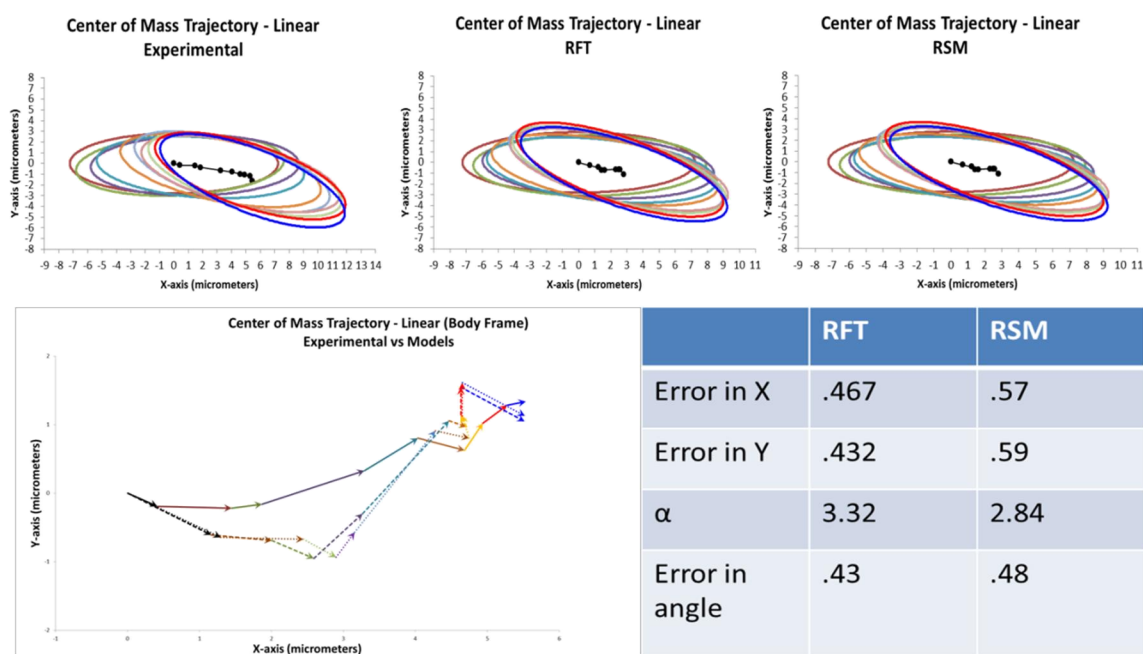 Center of Mass Trajectory - Linear
Experimental
Y-axis (micrometers)
8
7
6
5
4
3
2
1
0
-1
-2
-3
-4
-5
-6
-7
-8
-9 -8 -7 -6 -5 -4 -3 -2 -1 0 1 2 3 4 5 6 7 8 9 10 11 12 13 14
X-axis (micrometers)
Center of Mass Trajectory - Linear
RFT
Y-axis (micrometers)
8
7
6
5
4
3
2
1
0
-1
-2
-3
-4
-5
-6
-7
-8
-9 -8 -7 -6 -5 -4 -3 -2 -1 0 1 2 3 4 5 6 7 8 9 10 11
X-axis (micrometers)
Center of Mass Trajectory - Linear
RSM
Y-axis (micrometers)
8
7
6
5
4
3
2
1
0
-1
-2
-3
-4
-5
-6
-7
-8
-9 -8 -7 -6 -5 -4 -3 -2 -1 0 1 2 3 4 5 6 7 8 9 10 11
X-axis (micrometers)
Center of Mass Trajectory - Linear (Body Frame)
Experimental vs Models
Y-axis (micrometers)
2
1
0
-1
-2
-1 0 1 2 3 4 5 6
X-axis (micrometers)
RFT RSM
Error in X .467 .57
Error in Y .432 .59
α 3.32 2.84
Error in .43 .48
angle